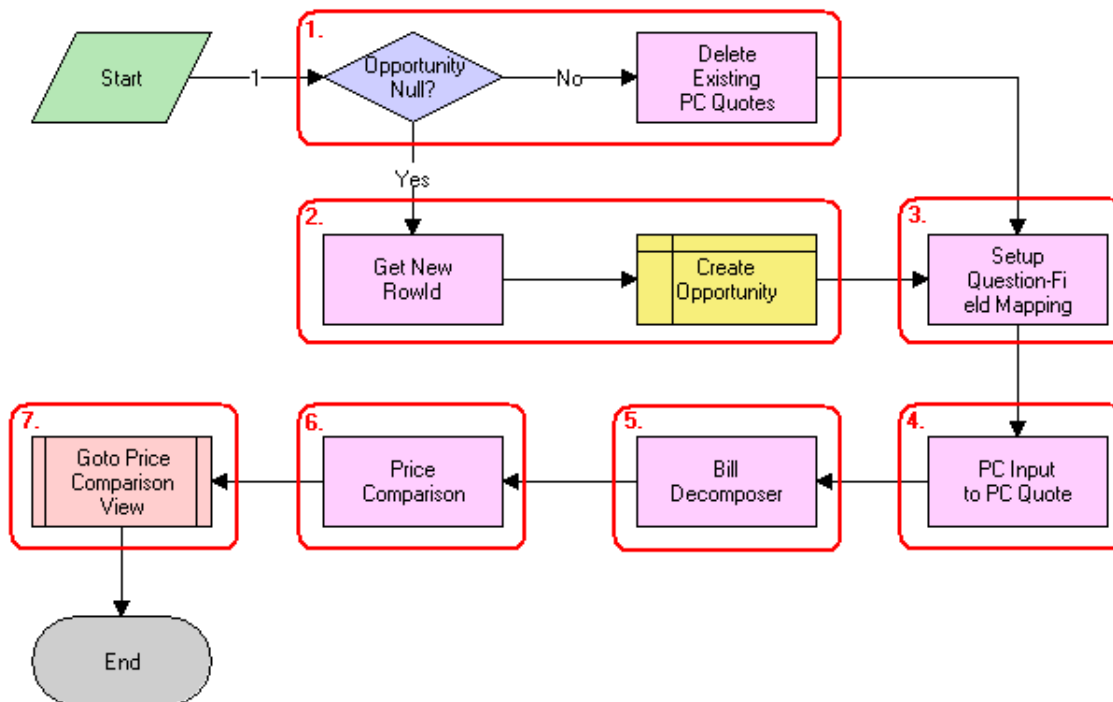 1.
Start
1
Opportunity
Null?
No
Delete
Existing
PC Quotes
Yes
2.
Get New
RowId
Create
Opportunity
3.
Setup
Question-Fi
eld Mapping
7.
Goto Price
Comparison
View
6.
Price
Comparison
5.
Bill
Decomposer
4.
PC Input
to PC Quote
End